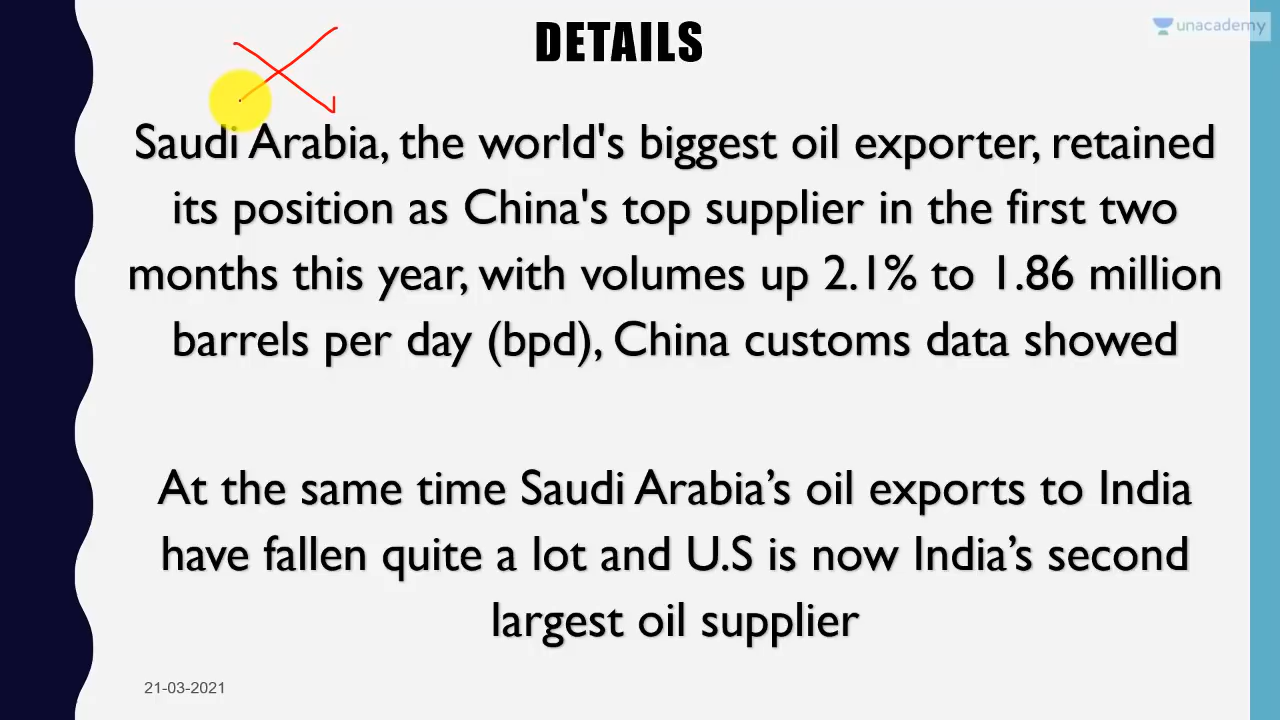 DETAILS
unacademy
Saudi Arabia, the world's biggest oil exporter, retained
its position as China's top supplier in the first two
months this year, with volumes up 2.1% to 1.86 million
barrels per day (bpd), China customs data showed
At the same time Saudi Arabia’s oil exports to India
have fallen quite a lot and U.S is now India’s second
largest oil supplier
21-03-2021